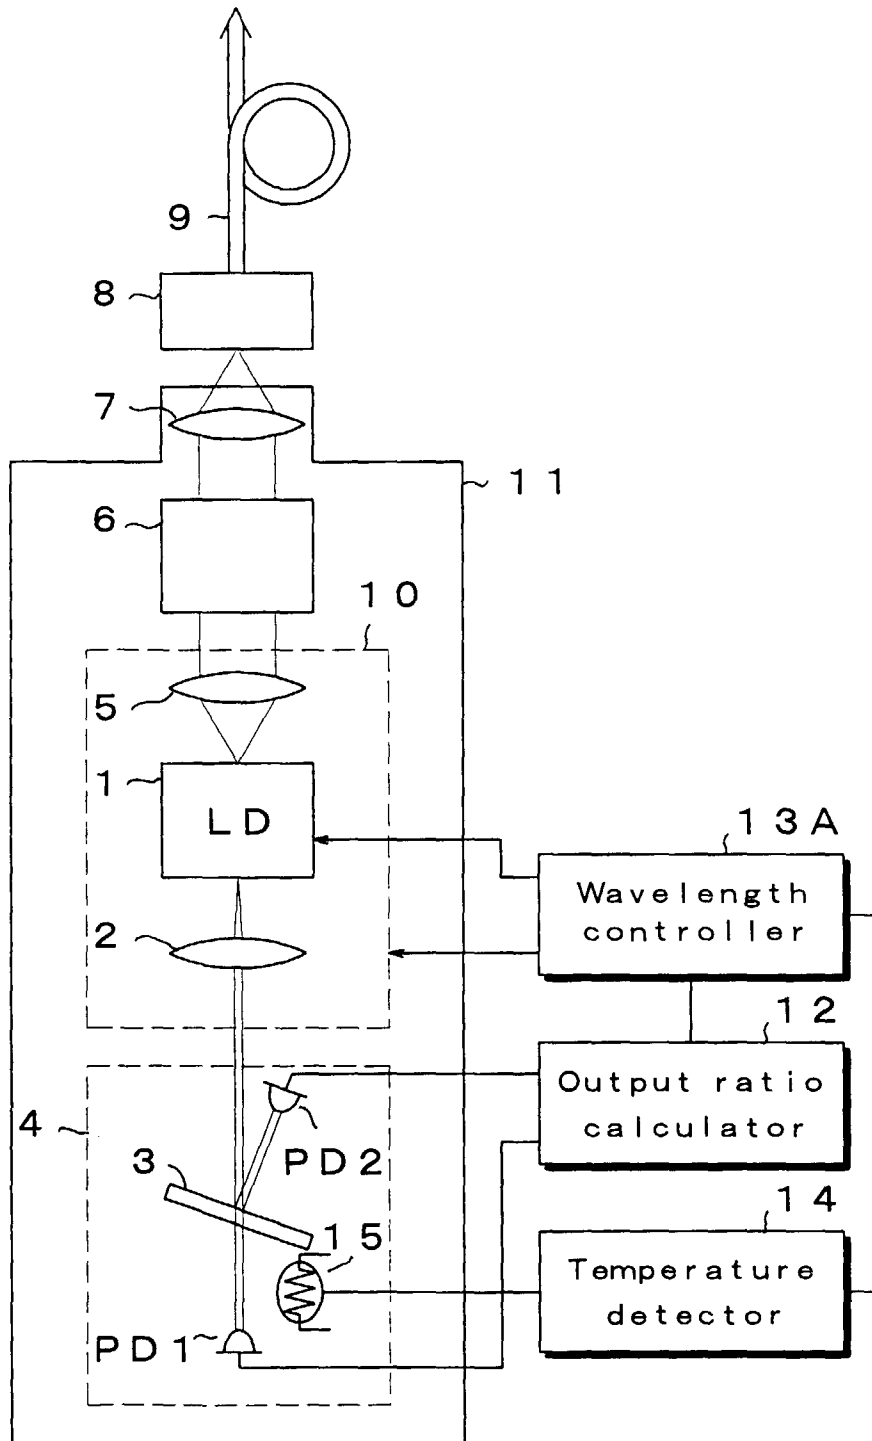 9
8
7
11
6
10
5
1
LD
13A
Wavelength
controller
2
12
Output ratio
calculator
4
PD2
3
14
15
Temperature
detector
PD1